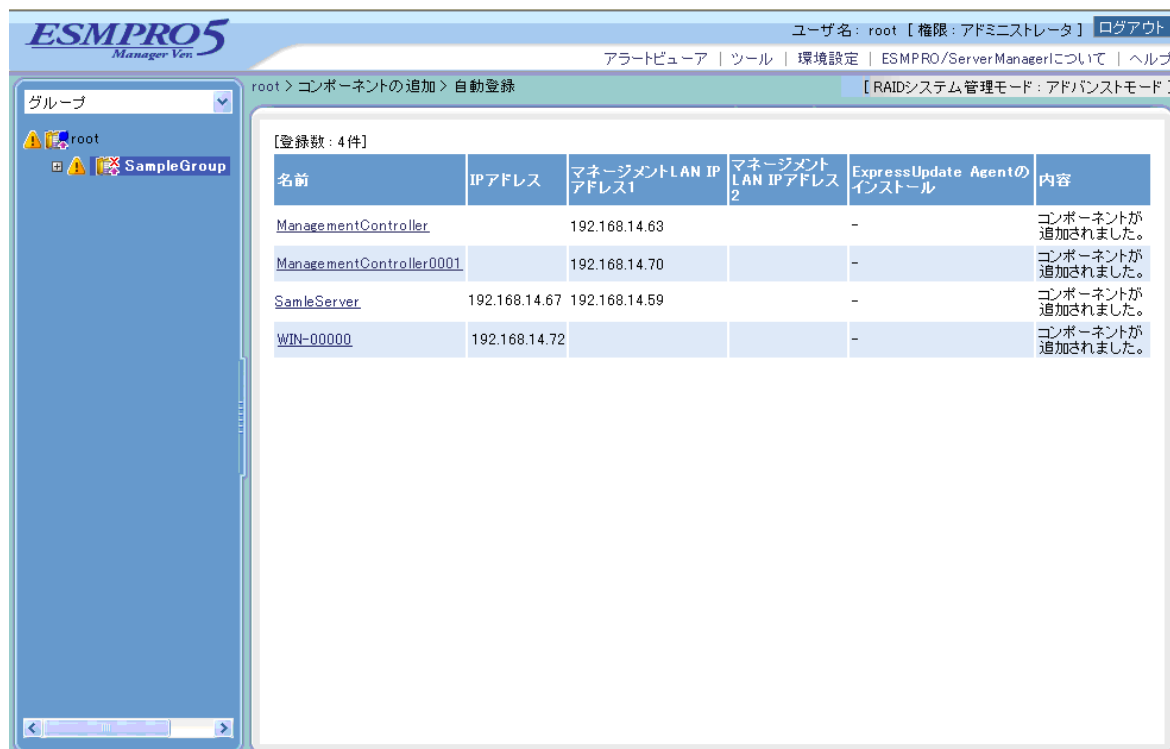 ESMPRO5
Manager Ver.
ユーザ名: root [ 権限 : アドミニストレータ ] ログアウト
アラートビューア | ツール | 環境設定 | ESMPRO/ServerManagerについて | ヘルプ
グループ
root > コンポーネントの追加 > 自動登録
[ RAIDシステム管理モード : アドバンストモード ]
root
SampleGroup
[登録数 : 4件]
名前 IPアドレス マネージメントLAN IPアドレス1 マネージメントLAN IPアドレス2 ExpressUpdate Agentのインストール 内容
ManagementController 192.168.14.63 - コンポーネントが追加されました。
ManagementController0001 192.168.14.70 - コンポーネントが追加されました。
SamleServer 192.168.14.67 192.168.14.59 - コンポーネントが追加されました。
WIN-00000 192.168.14.72 - コンポーネントが追加されました。